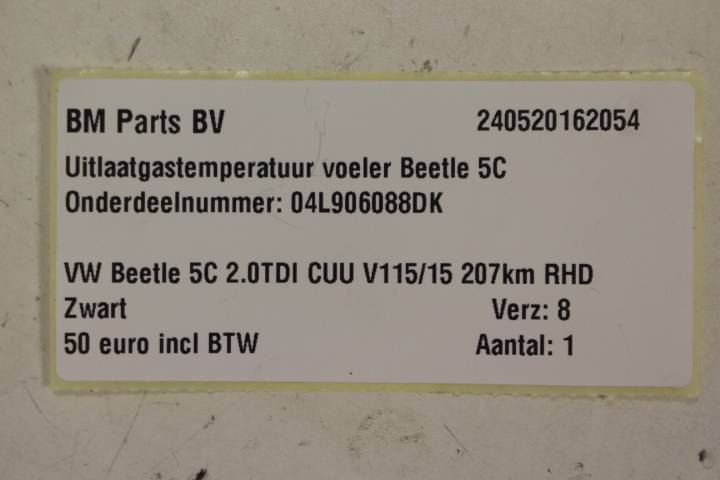 BM Parts BV 240520162054
Uitlaatgastemperatuur voeler Beetle 5C
Onderdeelnummer: 04L906088DK
VW Beetle 5C 2.0TDI CUU V115/15 207km RHD
Zwart Verz: 8
50 euro incl BTW Aantal: 1